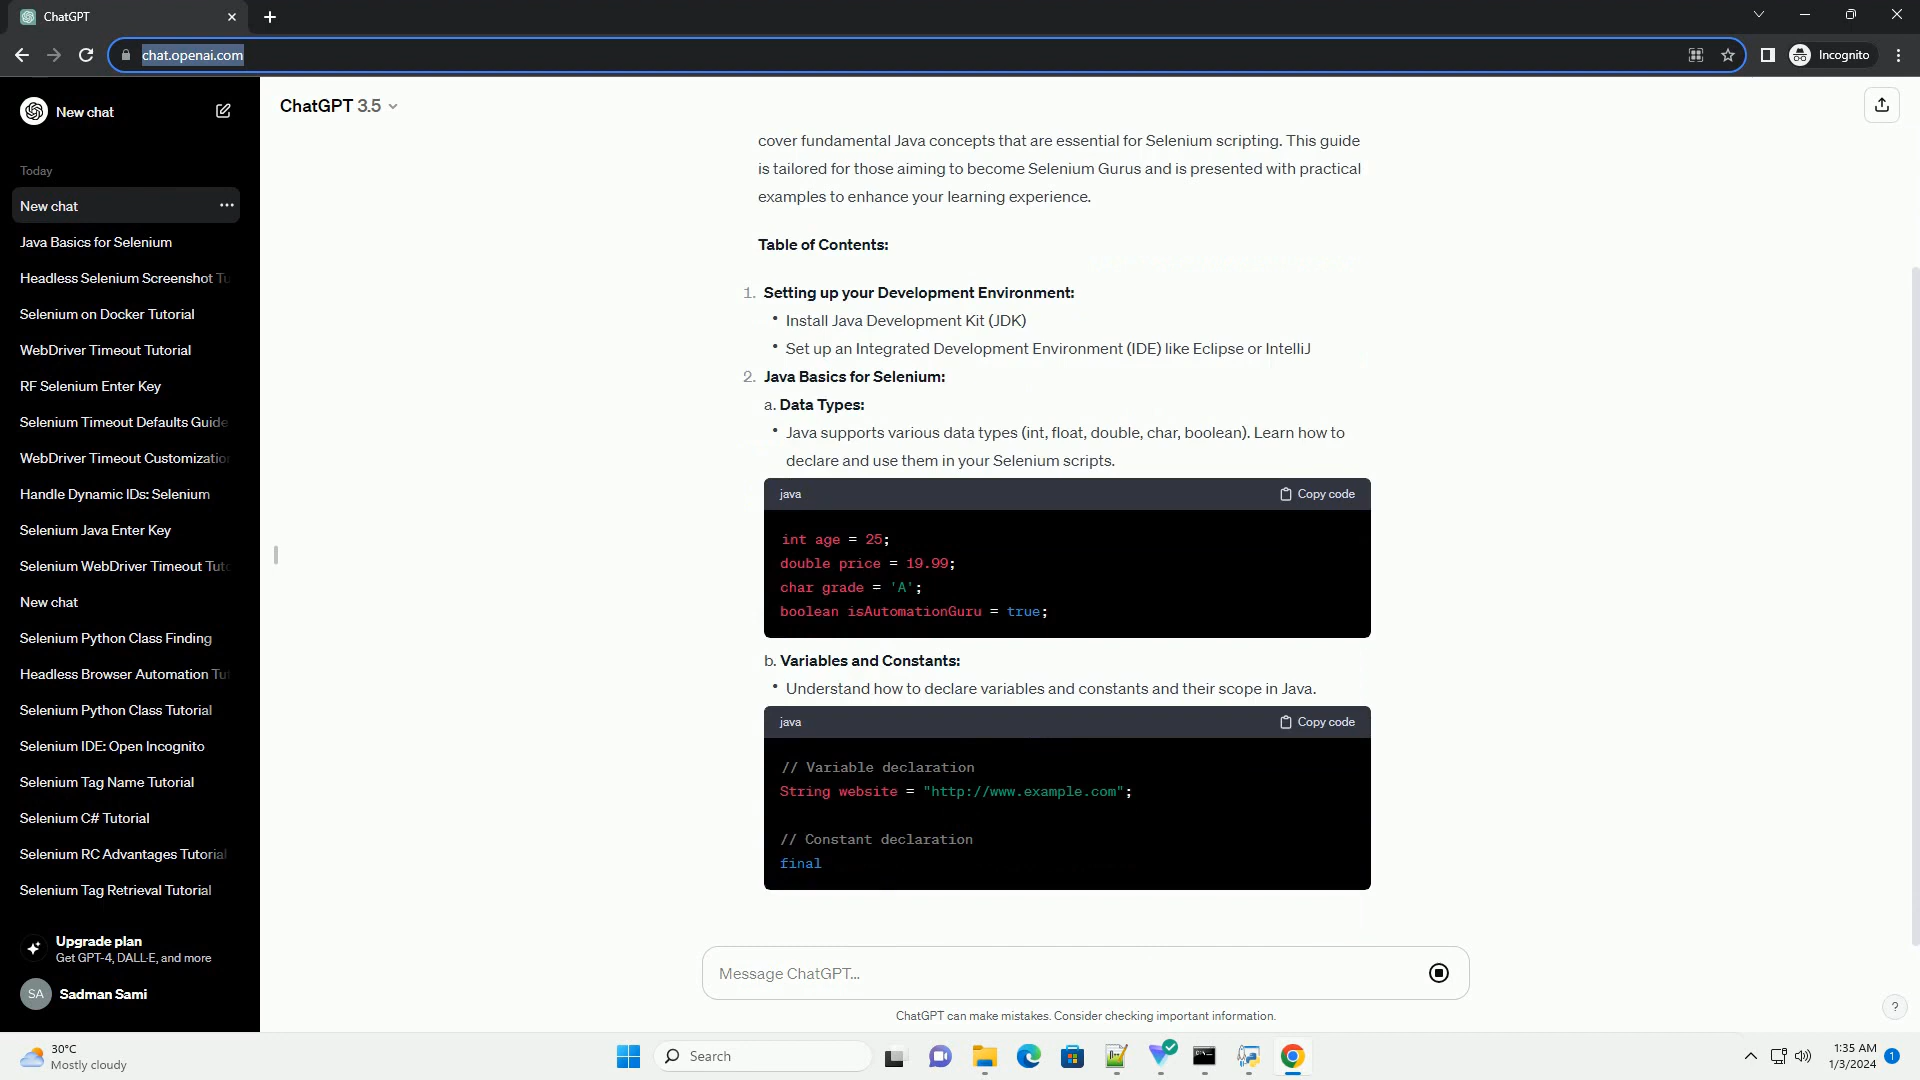 ChatGPT
chat.openai.com
Incognito
New chat
Today
New chat
Java Basics for Selenium
Headless Selenium Screenshot Tu
Selenium on Docker Tutorial
WebDriver Timeout Tutorial
RF Selenium Enter Key
Selenium Timeout Defaults Guide
WebDriver Timeout Customization
Handle Dynamic IDs: Selenium
Selenium Java Enter Key
Selenium WebDriver Timeout Tuto
New chat
Selenium Python Class Finding
Headless Browser Automation Tut
Selenium Python Class Tutorial
Selenium IDE: Open Incognito
Selenium Tag Name Tutorial
Selenium C# Tutorial
Selenium RC Advantages Tutorial
Selenium Tag Retrieval Tutorial
Upgrade plan
Get GPT-4, DALL·E, and more
SA Sadman Sami
ChatGPT 3.5
cover fundamental Java concepts that are essential for Selenium scripting. This guide
is tailored for those aiming to become Selenium Gurus and is presented with practical
examples to enhance your learning experience.
Table of Contents:
1. Setting up your Development Environment:
• Install Java Development Kit (JDK)
• Set up an Integrated Development Environment (IDE) like Eclipse or IntelliJ
2. Java Basics for Selenium:
a. Data Types:
• Java supports various data types (int, float, double, char, boolean). Learn how to
declare and use them in your Selenium scripts.
java Copy code
int age = 25;
double price = 19.99;
char grade = 'A';
boolean isAutomationGuru = true;
b. Variables and Constants:
• Understand how to declare variables and constants and their scope in Java.
java Copy code
// Variable declaration
String website = "http://www.example.com";
// Constant declaration
final
Message ChatGPT...
ChatGPT can make mistakes. Consider checking important information.
?
30°C
Mostly cloudy
Search
1:35 AM
1/3/2024
1